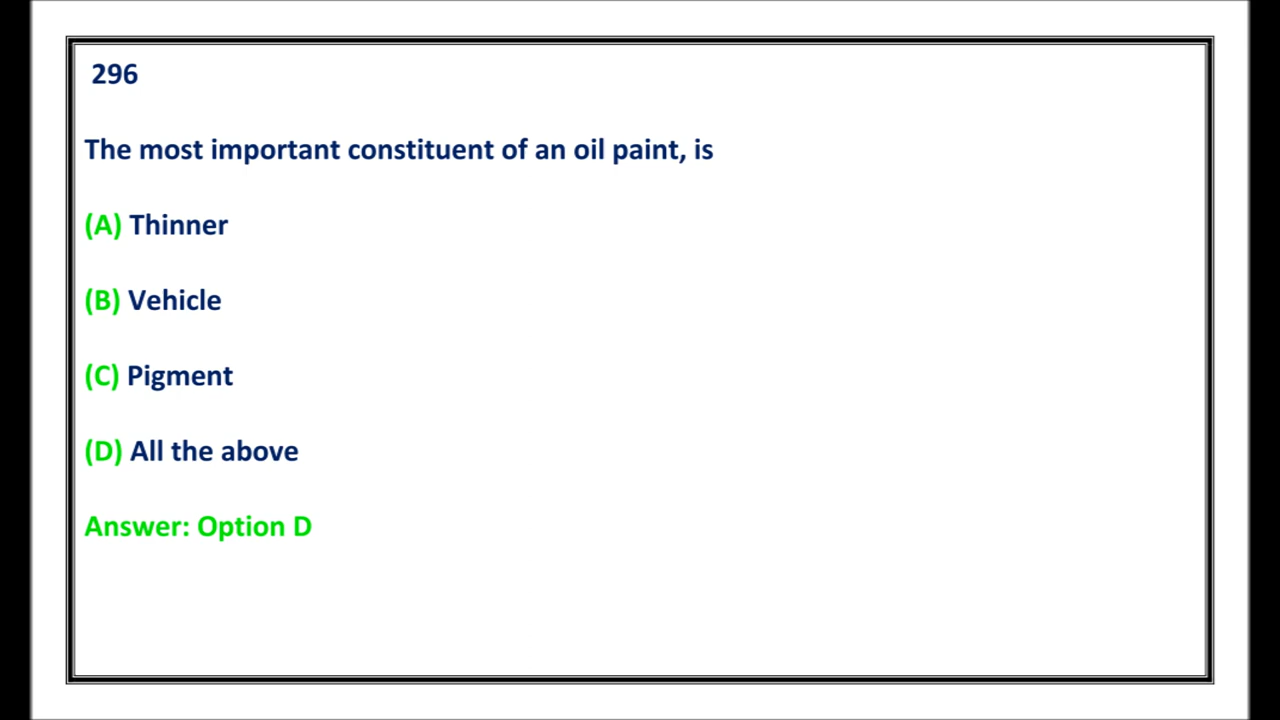 296
The most important constituent of an oil paint, is
(A) Thinner
(B) Vehicle
(C) Pigment
(D) All the above
Answer: Option D